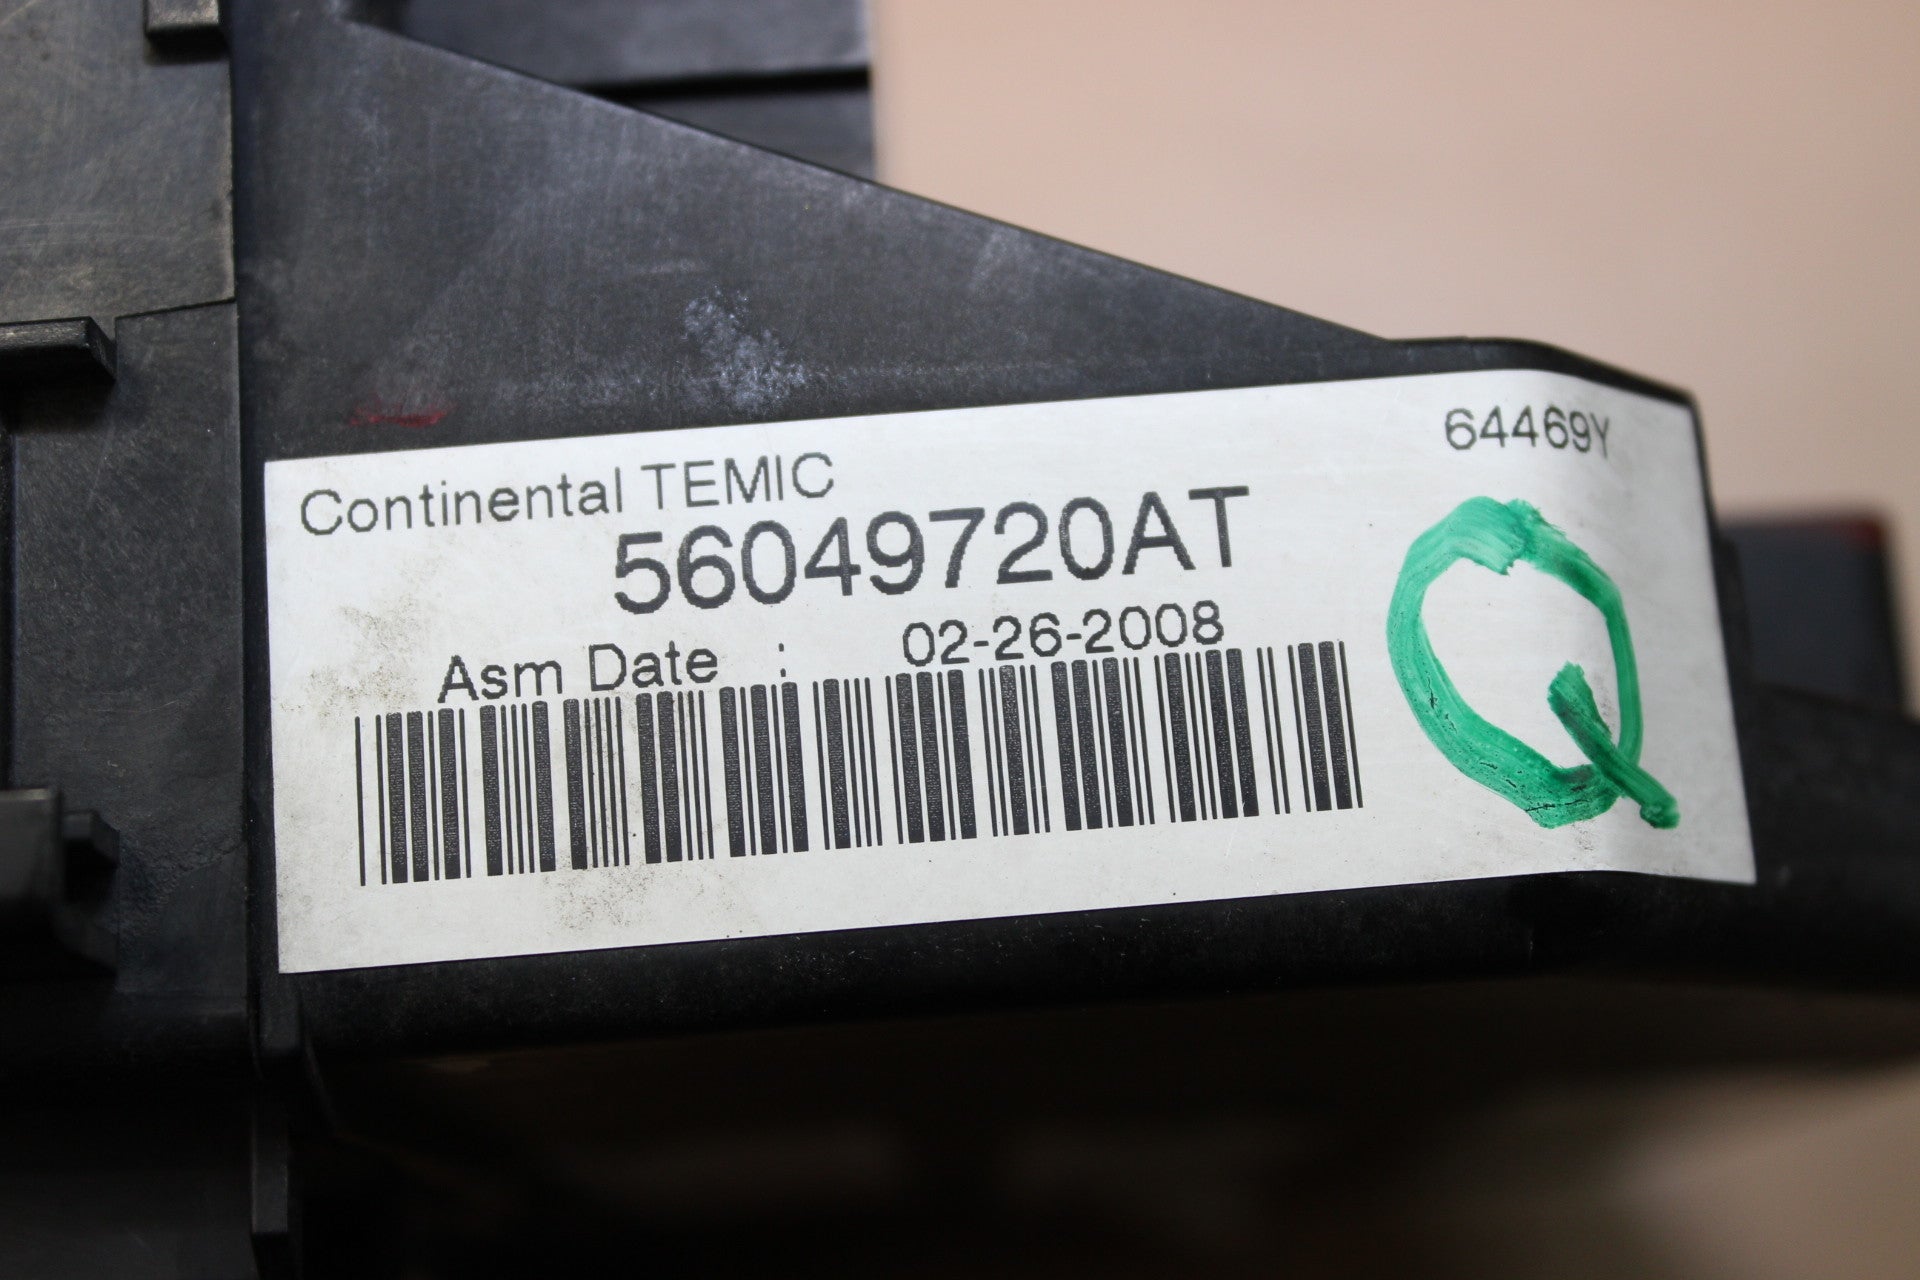 64469Y
Continental TEMIC
56049720AT
Asm Date : 02-26-2008
Q